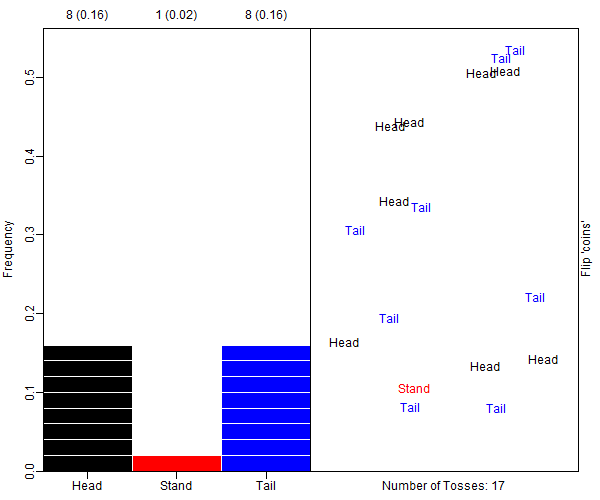 8 (0.16) 1 (0.02) 8 (0.16)
Frequency
0.5
0.4
0.3
0.2
0.1
0.0
Head Stand Tail
Tail
Tail
Head Head
Head Head
Head Tail
Tail
Tail
Tail
Head
Head
Head
Stand
Tail Tail
Number of Tosses: 17
Flip 'coins'